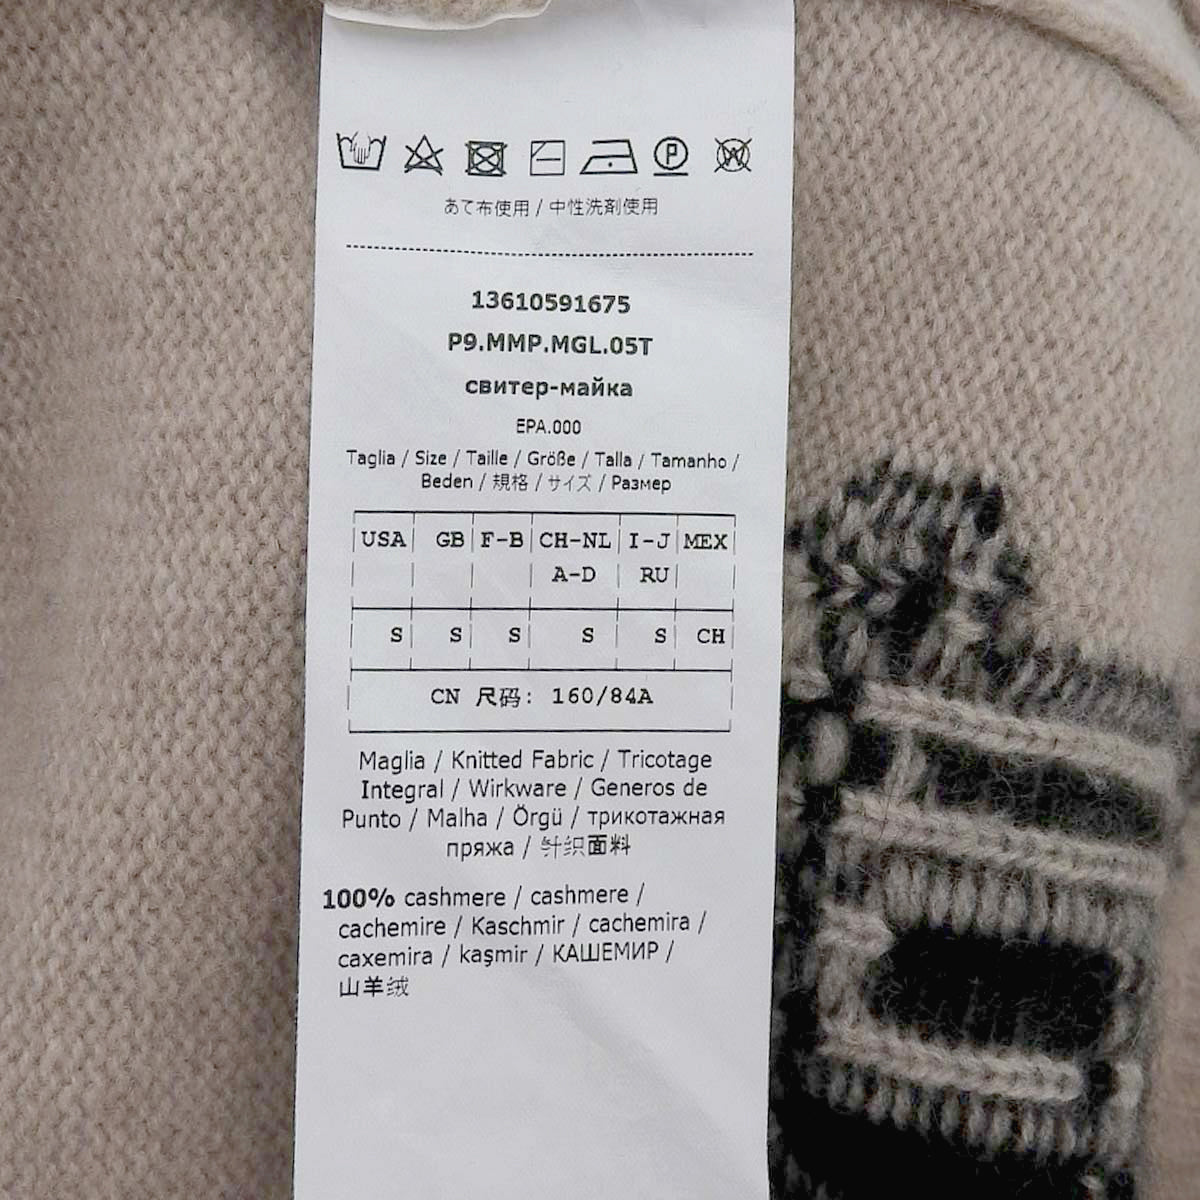 P
W
あて布使用 / 中性洗剤使用
13610591675
P9.MMP.MGL.05T
свитер-майка
EPA.000
Taglia / Size / Taille / Größe / Talla / Tamanho /
Beden / 規格 / サイズ / Размер
USA GB F-B CH-NL I-J MEX
A-D RU
S S S S S CH
CN 尺码: 160/84A
Maglia / Knitted Fabric / Tricotage
Integral / Wirkware / Generos de
Punto / Malha / Örgü / трикотажная
пряжа / 针织面料
100% cashmere / cashmere /
cachemire / Kaschmir / cachemira /
caxemira / kaşmir / КАШЕМИР /
山羊绒